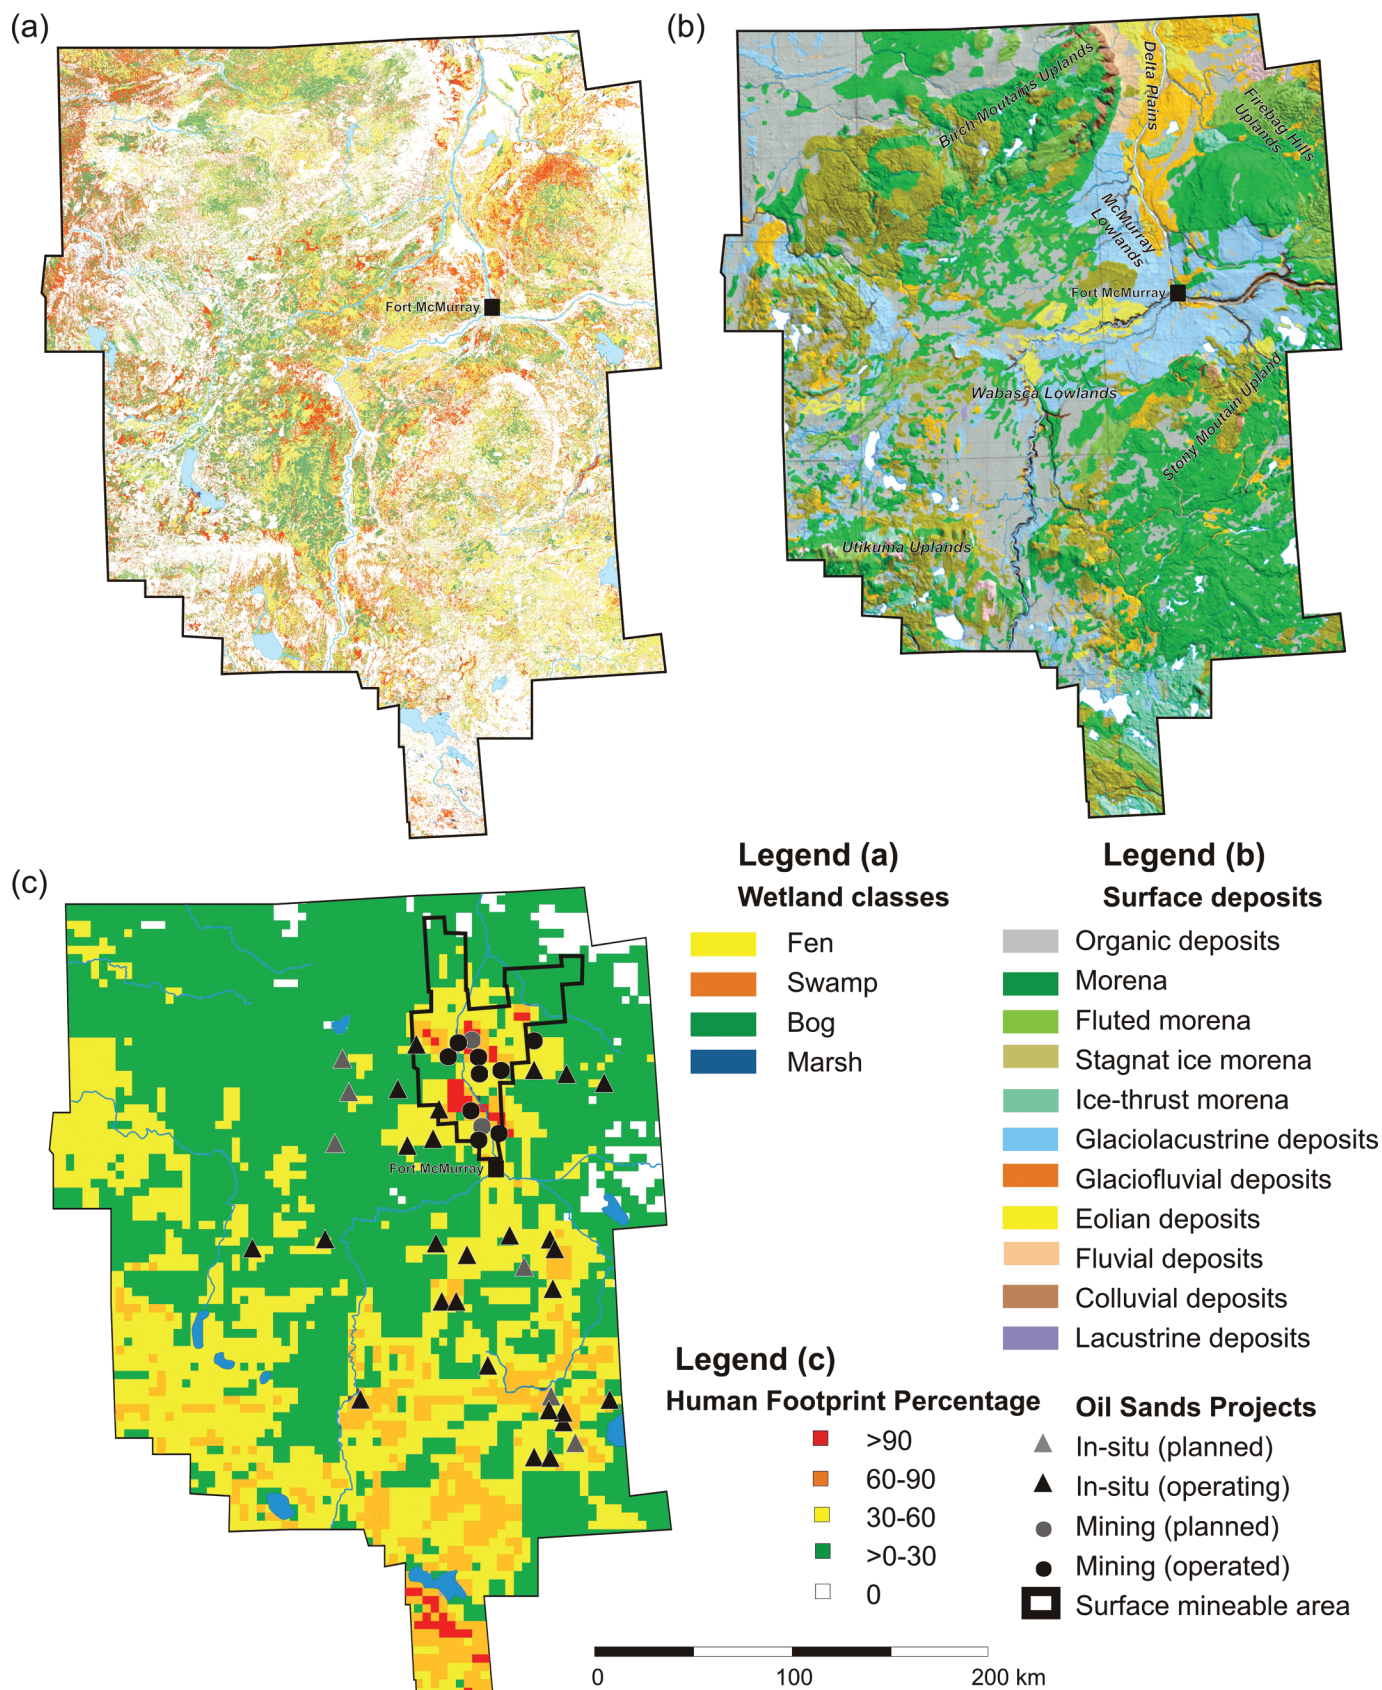 (a)
Fort McMurray
(b)
Birch Moutains Uplands
Delta Plains
Firebag Hills
Uplands
McMurray
Lowlands
Fort McMurray
Wabasca Lowlands
Stony Moutain Upland
Utikuma Uplands
(c)
Fort McMurray
Legend (a)
Wetland classes
Fen
Swamp
Bog
Marsh
Legend (b)
Surface deposits
Organic deposits
Morena
Fluted morena
Stagnat ice morena
Ice-thrust morena
Glaciolacustrine deposits
Glaciofluvial deposits
Eolian deposits
Fluvial deposits
Colluvial deposits
Lacustrine deposits
Legend (c)
Human Footprint Percentage
>90
60-90
30-60
>0-30
0
Oil Sands Projects
In-situ (planned)
In-situ (operating)
Mining (planned)
Mining (operated)
Surface mineable area
0 100 200 km